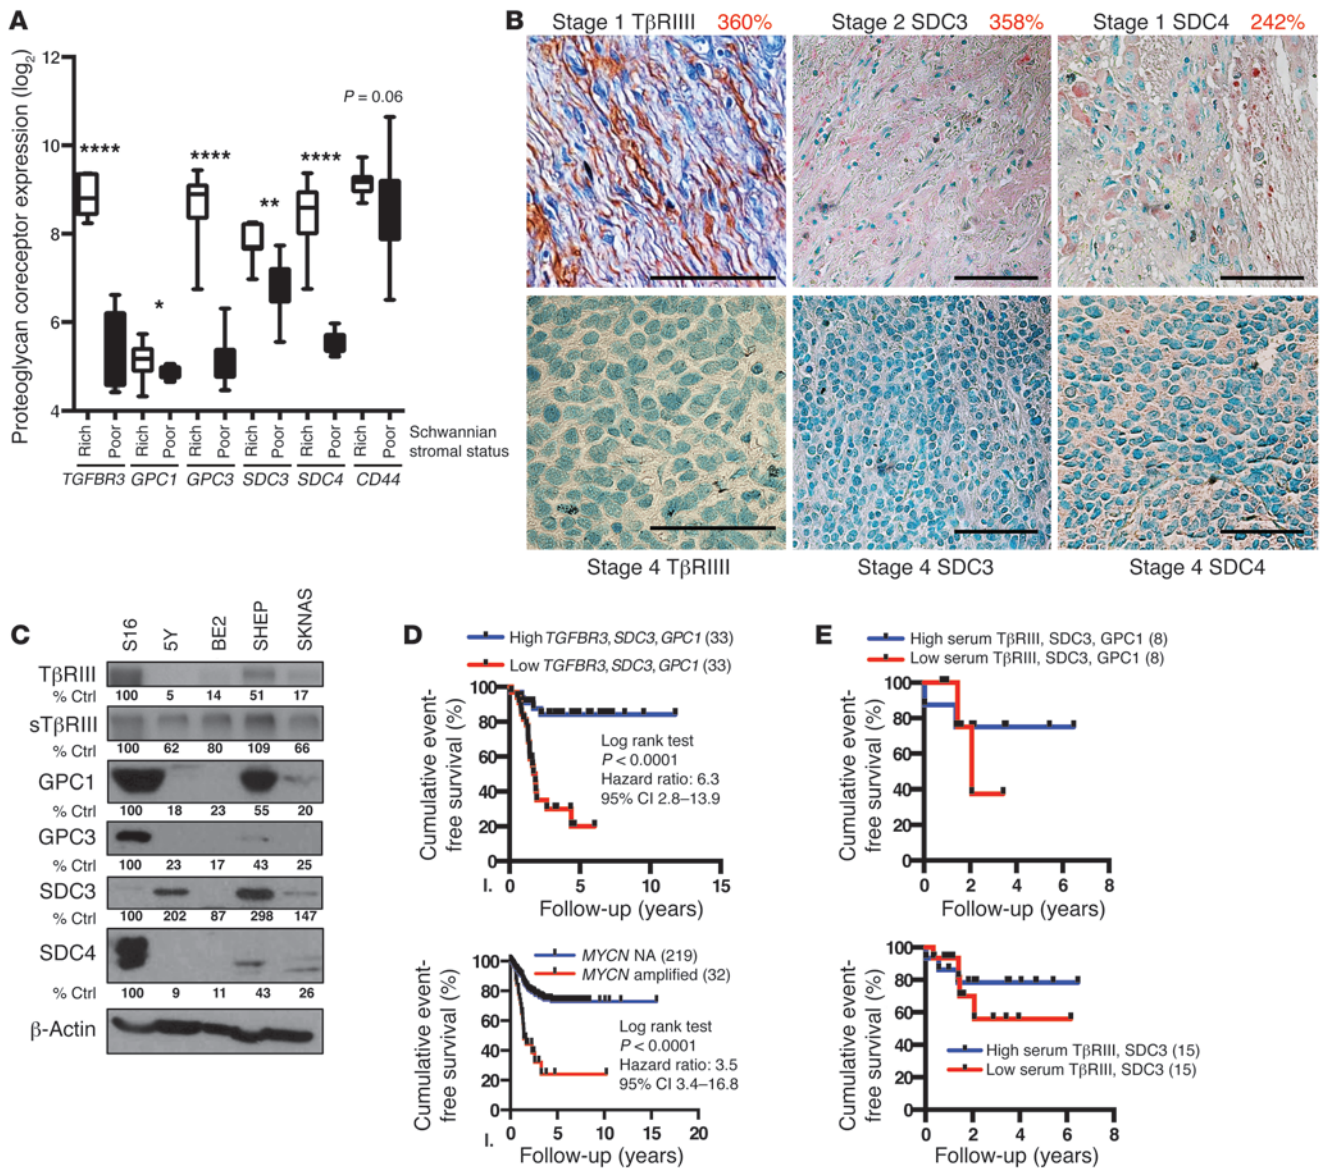 A
Proteoglycan coreceptor expression (log2)
12
10
8
6
4
****
*
****
**
****
P = 0.06
Rich
Poor
Rich
Poor
Rich
Poor
Rich
Poor
Rich
Poor
Rich
Poor
Schwannian
stromal status
TGFBR3
GPC1
GPC3
SDC3
SDC4
CD44
B
Stage 1 TβRIIII 360%
Stage 2 SDC3 358%
Stage 1 SDC4 242%
Stage 4 TβRIIII
Stage 4 SDC3
Stage 4 SDC4
C
S16
5Y
BE2
SHEP
SKNAS
TβRIII
% Ctrl 100 5 14 51 17
sTβRIII
% Ctrl 100 62 80 109 66
GPC1
% Ctrl 100 18 23 55 20
GPC3
% Ctrl 100 23 17 43 25
SDC3
% Ctrl 100 202 87 298 147
SDC4
% Ctrl 100 9 11 43 26
β-Actin
D
High TGFBR3, SDC3, GPC1 (33)
Low TGFBR3, SDC3, GPC1 (33)
Cumulative event-
free survival (%)
100
80
60
40
20
0
Log rank test
P < 0.0001
Hazard ratio: 6.3
95% CI 2.8–13.9
I. 0 5 10 15
Follow-up (years)
MYCN NA (219)
MYCN amplified (32)
Cumulative event-
free survival (%)
100
80
60
40
20
0
Log rank test
P < 0.0001
Hazard ratio: 3.5
95% CI 3.4–16.8
I. 0 5 10 15 20
Follow-up (years)
E
High serum TβRIII, SDC3, GPC1 (8)
Low serum TβRIII, SDC3, GPC1 (8)
Cumulative event-
free survival (%)
100
80
60
40
20
0
0 2 4 6 8
Follow-up (years)
Cumulative event-
free survival (%)
100
80
60
40
20
0
High serum TβRIII, SDC3 (15)
Low serum TβRIII, SDC3 (15)
0 2 4 6 8
Follow-up (years)